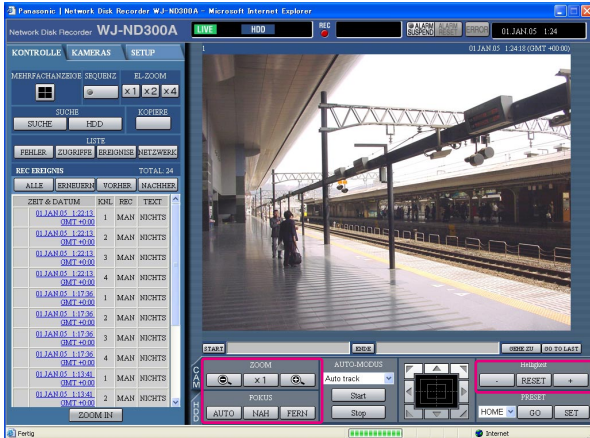 Panasonic | Network Disk Recorder WJ-ND300A - Microsoft Internet Explorer
Network Disk Recorder WJ-ND300A
LIVE HDD REC ALARM SUSPEND ALARM RESET ERROR 01.JAN.05 1:24
KONTROLLE KAMERAS SETUP
1 01.JAN.05 1:24:18 (GMT +00:00)
MEHRFACHANZEIGE SEQUENZ EL-ZOOM
x1 x2 x4
SUCHE KOPIERE
SUCHE HDD
LISTE
FEHLER ZUGRIFFE EREIGNISE NETZWERK
REC EREIGNIS TOTAL: 24
ALLE ERNEUERN VORHER NACHHER
ZEIT & DATUM KNL REC TEXT
01.JAN.05 1:22:13 GMT +0:00 1 MAN NICHTS
01.JAN.05 1:22:13 GMT +0:00 2 MAN NICHTS
01.JAN.05 1:22:13 GMT +0:00 3 MAN NICHTS
01.JAN.05 1:22:13 GMT +0:00 4 MAN NICHTS
01.JAN.05 1:17:36 GMT +0:00 1 MAN NICHTS
01.JAN.05 1:17:36 GMT +0:00 2 MAN NICHTS
01.JAN.05 1:17:36 GMT +0:00 3 MAN NICHTS
01.JAN.05 1:17:36 GMT +0:00 4 MAN NICHTS
01.JAN.05 1:13:41 GMT +0:00 1 MAN NICHTS
01.JAN.05 1:13:41 2 MAN NICHTS
ZOOM IN
START ENDE GEHE ZU GO TO LAST
CAM
HDD
ZOOM
x 1
FOKUS
AUTO NAH FERN
AUTO-MODUS
Auto track
Start
Stop
Helligkeit
- RESET +
PRESET
HOME GO SET
Fertig Internet